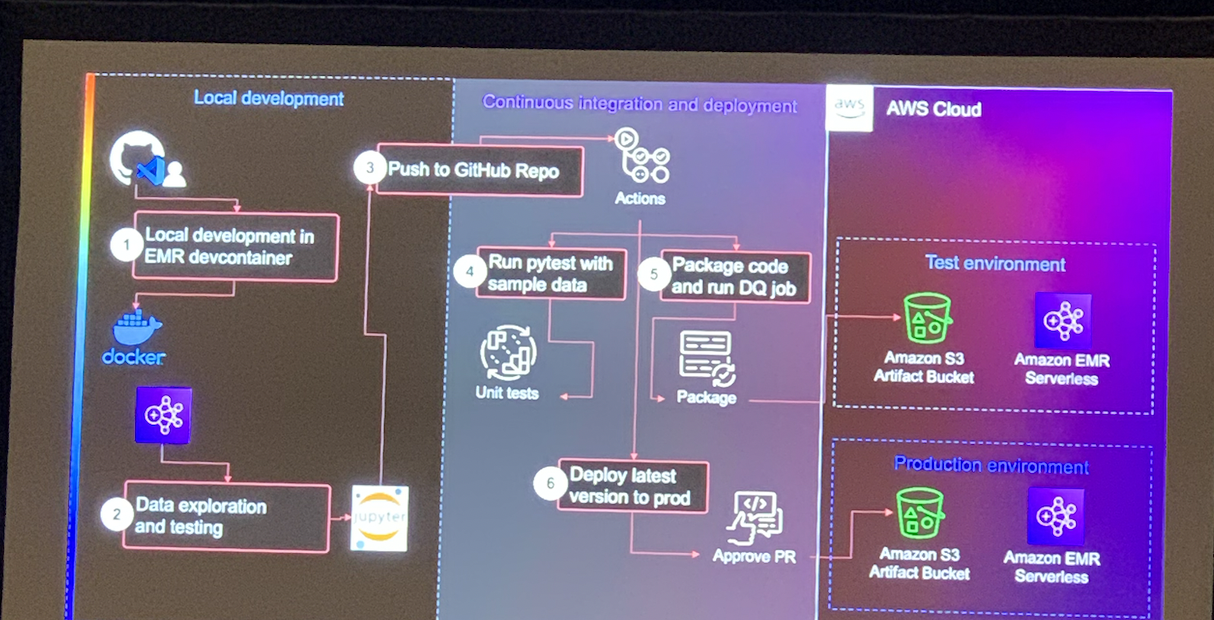 Local development
1
Local development in
EMR devcontainer
docker
2
Data exploration
and testing
jupyter
3
Push to GitHub Repo
Continuous integration and deployment
Actions
4
Run pytest with
sample data
Unit tests
5
Package code
and run DQ job
Package
6
Deploy latest
version to prod
Approve PR
aws
AWS Cloud
Test environment
Amazon S3
Artifact Bucket
Amazon EMR
Serverless
Production environment
Amazon S3
Artifact Bucket
Amazon EMR
Serverless